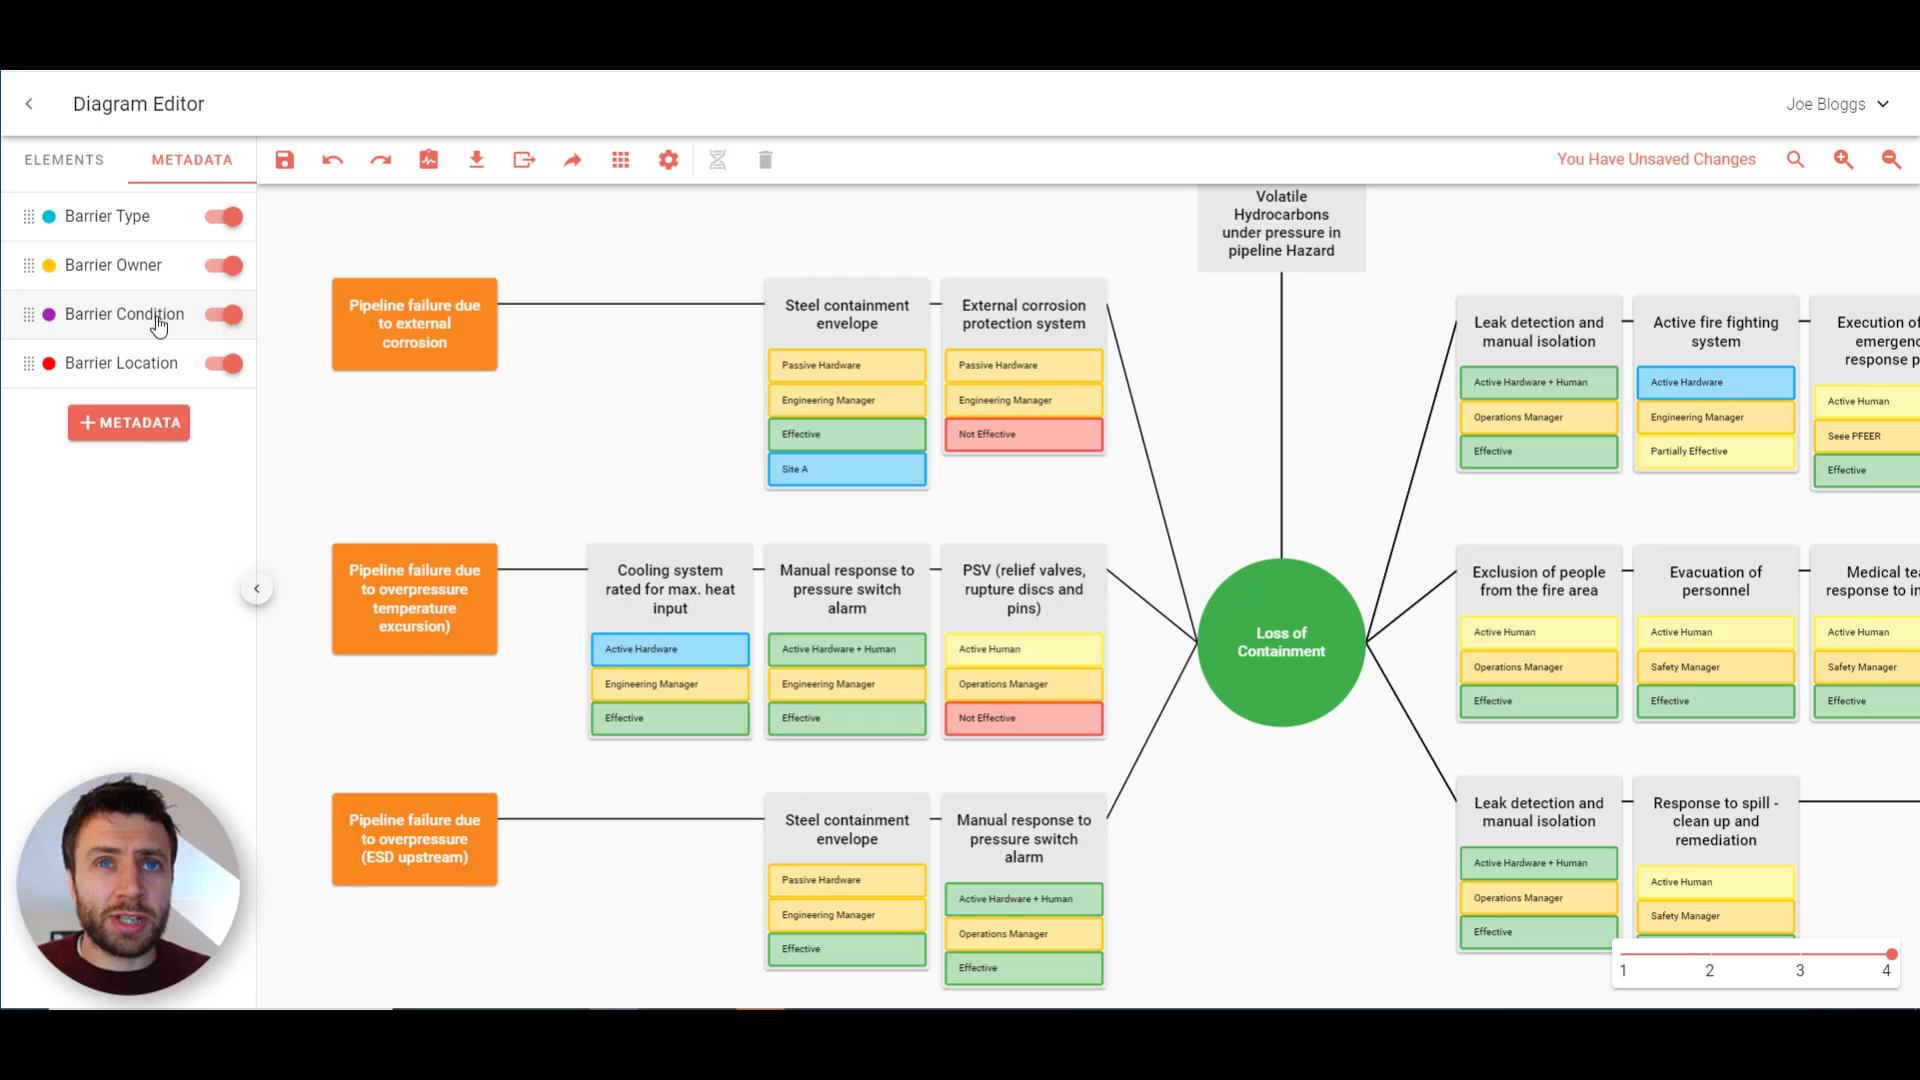 Diagram Editor
Joe Bloggs
ELEMENTS
METADATA
You Have Unsaved Changes
Barrier Type
Barrier Owner
Barrier Condition
Barrier Location
+ METADATA
Volatile
Hydrocarbons
under pressure in
pipeline Hazard
Pipeline failure due
to external
corrosion
Steel containment
envelope
Passive Hardware
Engineering Manager
Effective
Site A
External corrosion
protection system
Passive Hardware
Engineering Manager
Not Effective
Leak detection and
manual isolation
Active Hardware + Human
Operations Manager
Effective
Active fire fighting
system
Active Hardware
Engineering Manager
Partially Effective
Execution of
emergenc
response p
Active Human
Seee PFEER
Effective
Pipeline failure due
to overpressure
temperature
excursion)
Cooling system
rated for max. heat
input
Active Hardware
Engineering Manager
Effective
Manual response to
pressure switch
alarm
Active Hardware + Human
Engineering Manager
Effective
PSV (relief valves,
rupture discs and
pins)
Active Human
Operations Manager
Not Effective
Loss of
Containment
Exclusion of people
from the fire area
Active Human
Operations Manager
Effective
Evacuation of
personnel
Active Human
Safety Manager
Effective
Medical te
response to in
Active Human
Safety Manager
Effective
Pipeline failure due
to overpressure
(ESD upstream)
Steel containment
envelope
Passive Hardware
Engineering Manager
Effective
Manual response to
pressure switch
alarm
Active Hardware + Human
Operations Manager
Effective
Leak detection and
manual isolation
Active Hardware + Human
Operations Manager
Effective
Response to spill -
clean up and
remediation
Active Human
Safety Manager
1 2 3 4